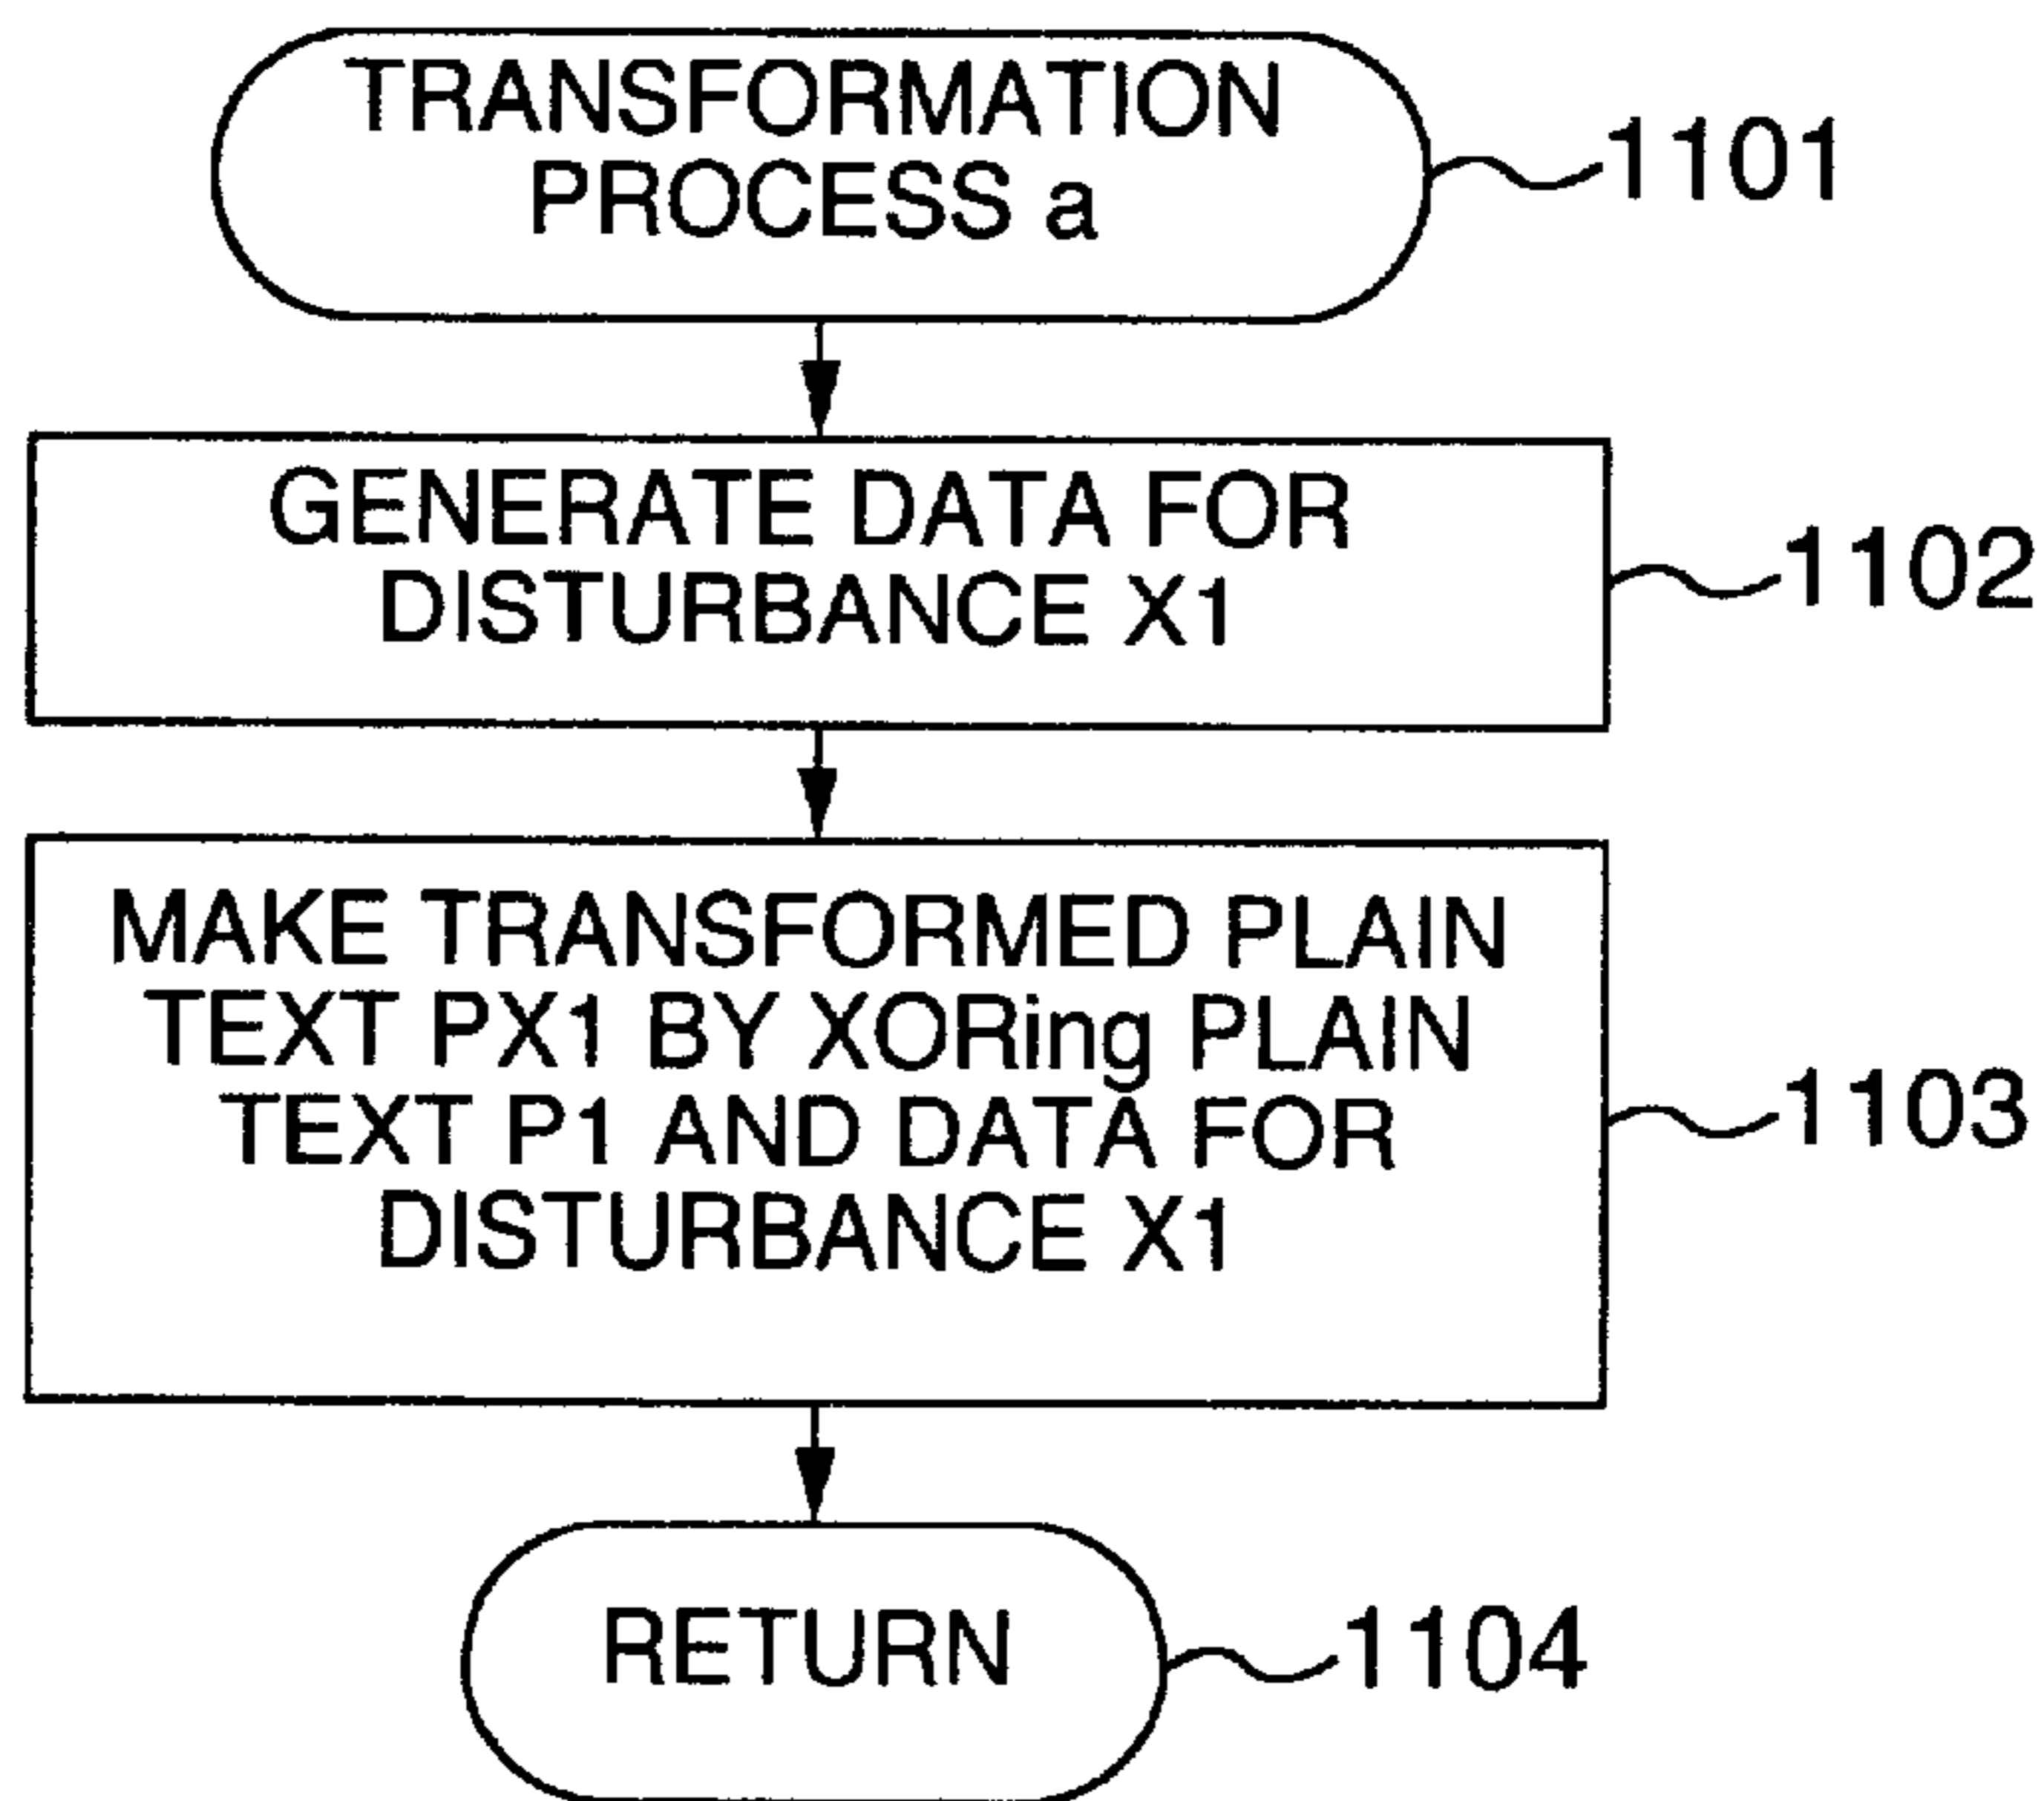 TRANSFORMATION
PROCESS a
1101
GENERATE DATA FOR
DISTURBANCE X1
1102
MAKE TRANSFORMED PLAIN
TEXT PX1 BY XORing PLAIN
TEXT P1 AND DATA FOR
DISTURBANCE X1
1103
RETURN
1104